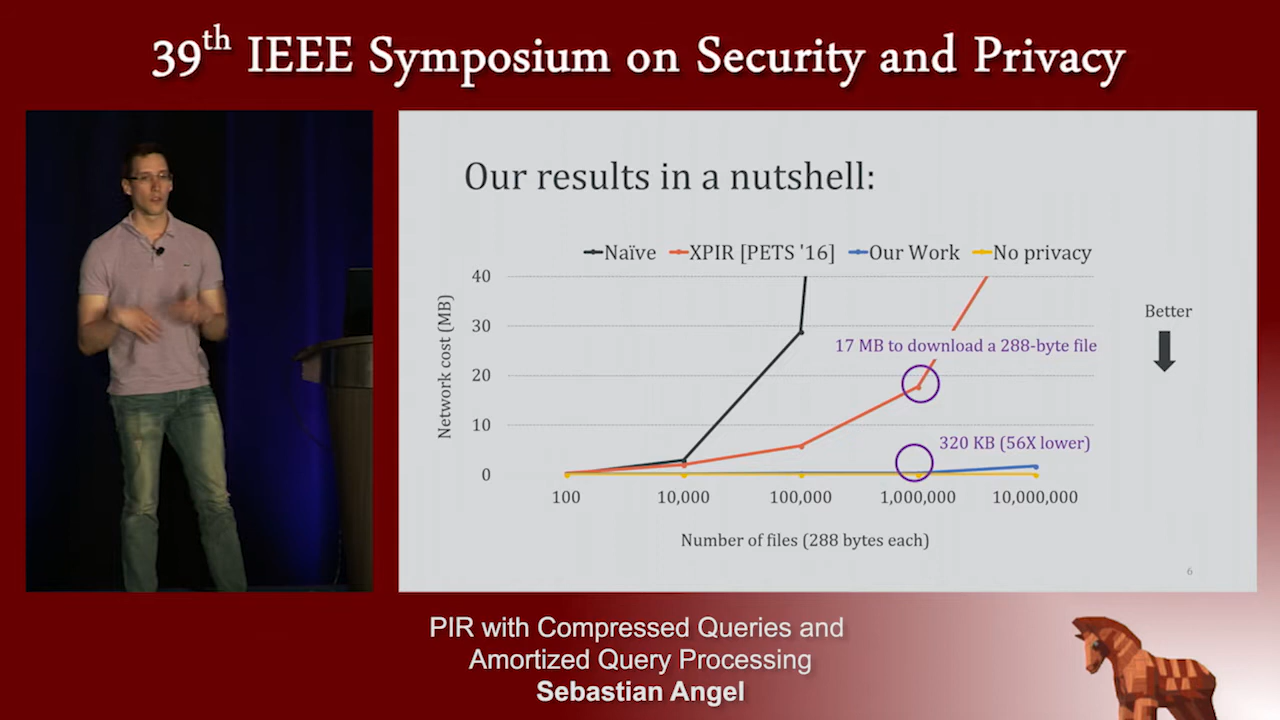 39th IEEE Symposium on Security and Privacy
Our results in a nutshell:
Naïve XPIR [PETS '16] Our Work No privacy
Network cost (MB)
40
30
20
10
0
17 MB to download a 288-byte file
320 KB (56X lower)
Better
100 10,000 100,000 1,000,000 10,000,000
Number of files (288 bytes each)
6
PIR with Compressed Queries and
Amortized Query Processing
Sebastian Angel